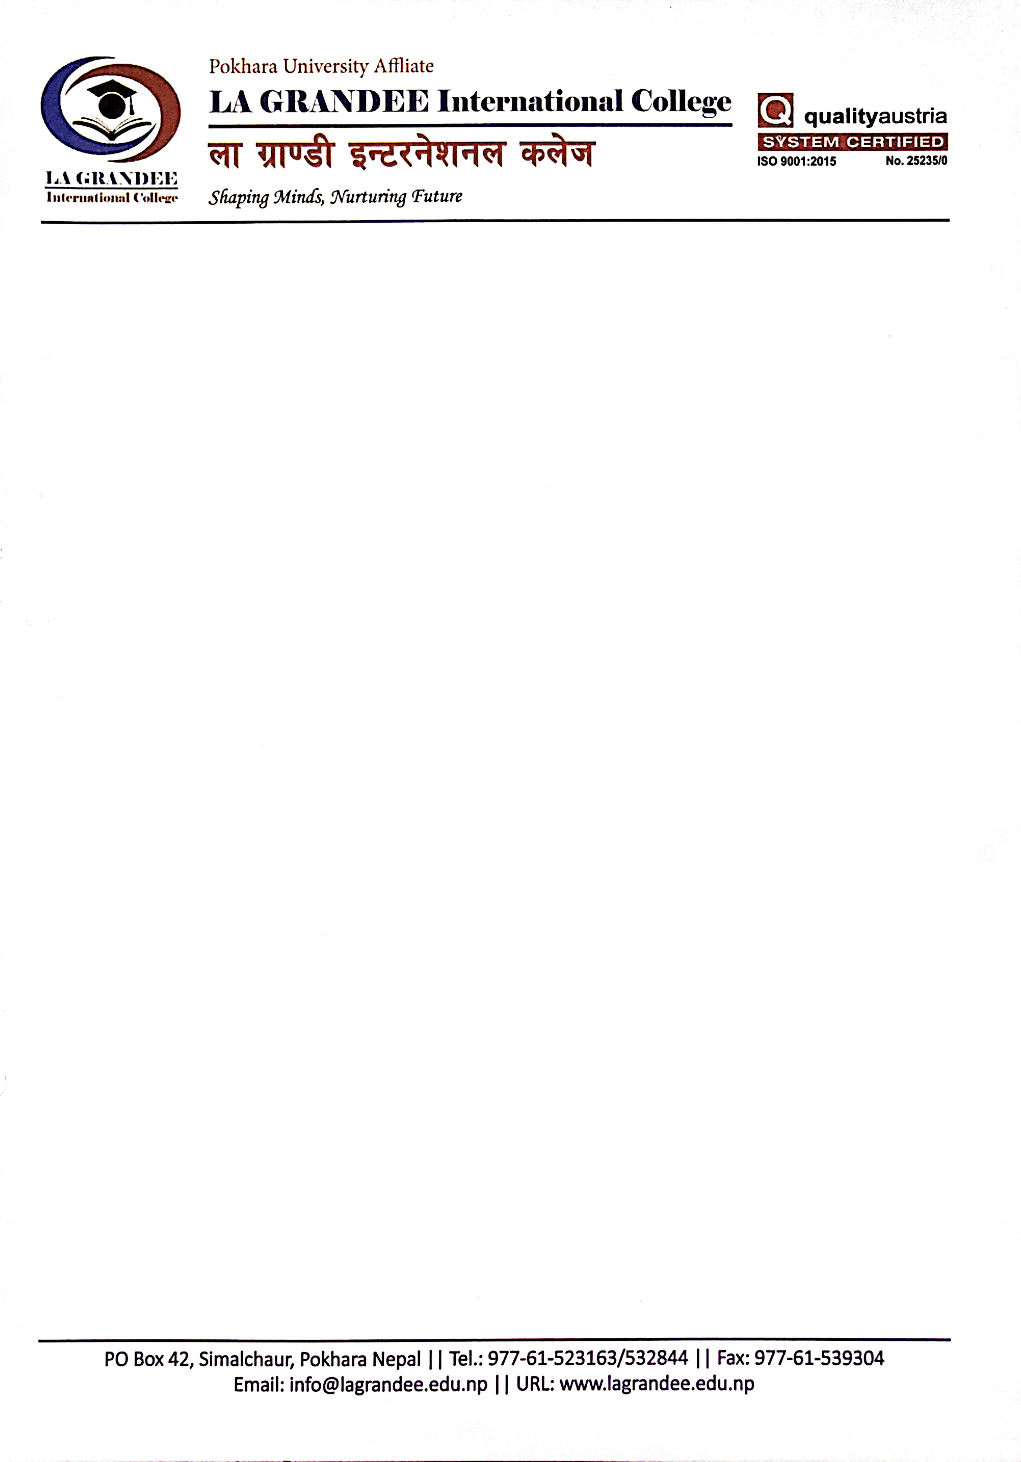 Pokhara University Affliate
LA GRANDEE International College
ला ग्राण्डी इन्टरनेशनल कलेज
Shaping Minds, Nurturing Future
LA GRANDEE
International College
qualityaustria
SYSTEM CERTIFIED
ISO 9001:2015 No. 25235/0
PO Box 42, Simalchaur, Pokhara Nepal || Tel.: 977-61-523163/532844 || Fax: 977-61-539304
Email: info@lagrandee.edu.np || URL: www.lagrandee.edu.np